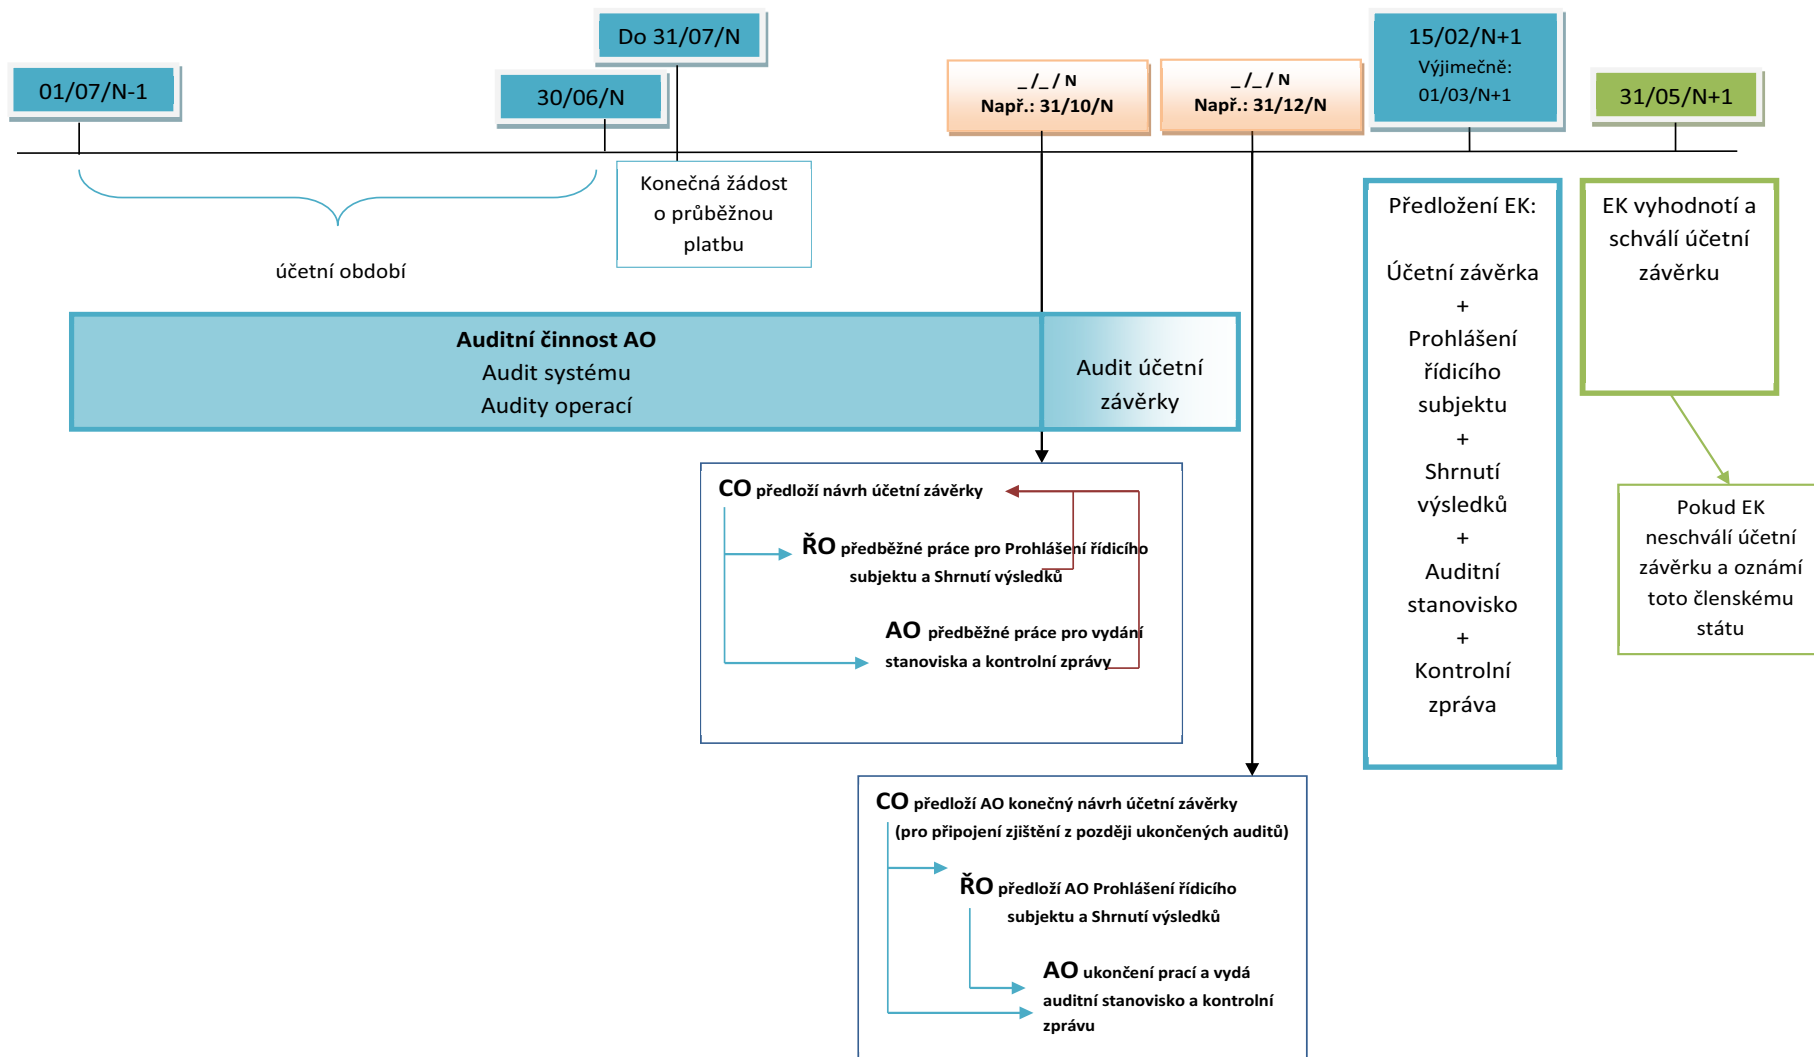 01/07/N-1
30/06/N
Do 31/07/N
_ /_ / N
Např.: 31/10/N
_ /_ / N
Např.: 31/12/N
15/02/N+1
Výjimečně:
01/03/N+1
31/05/N+1
účetní období
Konečná žádost
o průběžnou
platbu
Auditní činnost AO
Audit systému
Audity operací
Audit účetní
závěrky
Předložení EK:
Účetní závěrka
+
Prohlášení
řídicího
subjektu
+
Shrnutí
výsledků
+
Auditní
stanovisko
+
Kontrolní
zpráva
EK vyhodnotí a
schválí účetní
závěrku
Pokud EK
neschválí účetní
závěrku a oznámí
toto členskému
státu
CO předloží návrh účetní závěrky
ŘO předběžné práce pro Prohlášení řídicího
subjektu a Shrnutí výsledků
AO předběžné práce pro vydání
stanoviska a kontrolní zprávy
CO předloží AO konečný návrh účetní závěrky
(pro připojení zjištění z později ukončených auditů)
ŘO předloží AO Prohlášení řídicího
subjektu a Shrnutí výsledků
AO ukončení prací a vydá
auditní stanovisko a kontrolní
zprávu